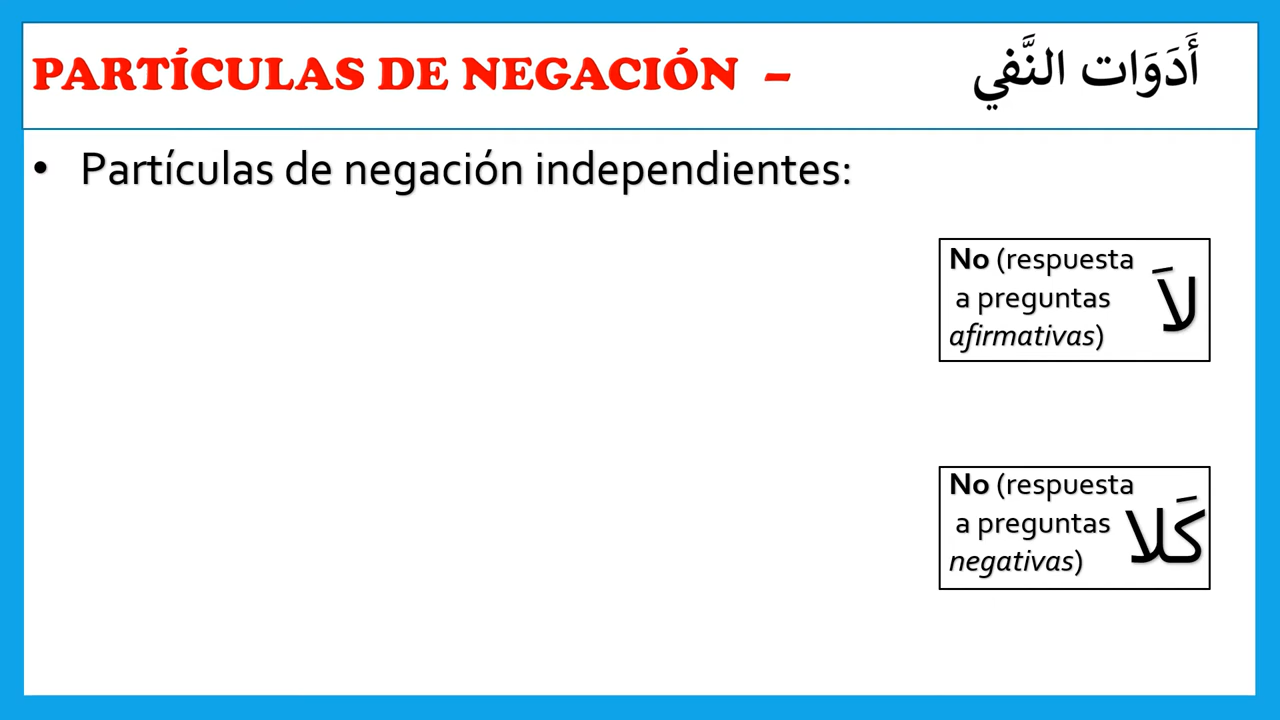 PARTÍCULAS DE NEGACIÓN – أَدَوَات النَّفي
• Partículas de negación independientes:
No (respuesta
a preguntas
afirmativas)
لاَ
No (respuesta
a preguntas
negativas)
كَلا